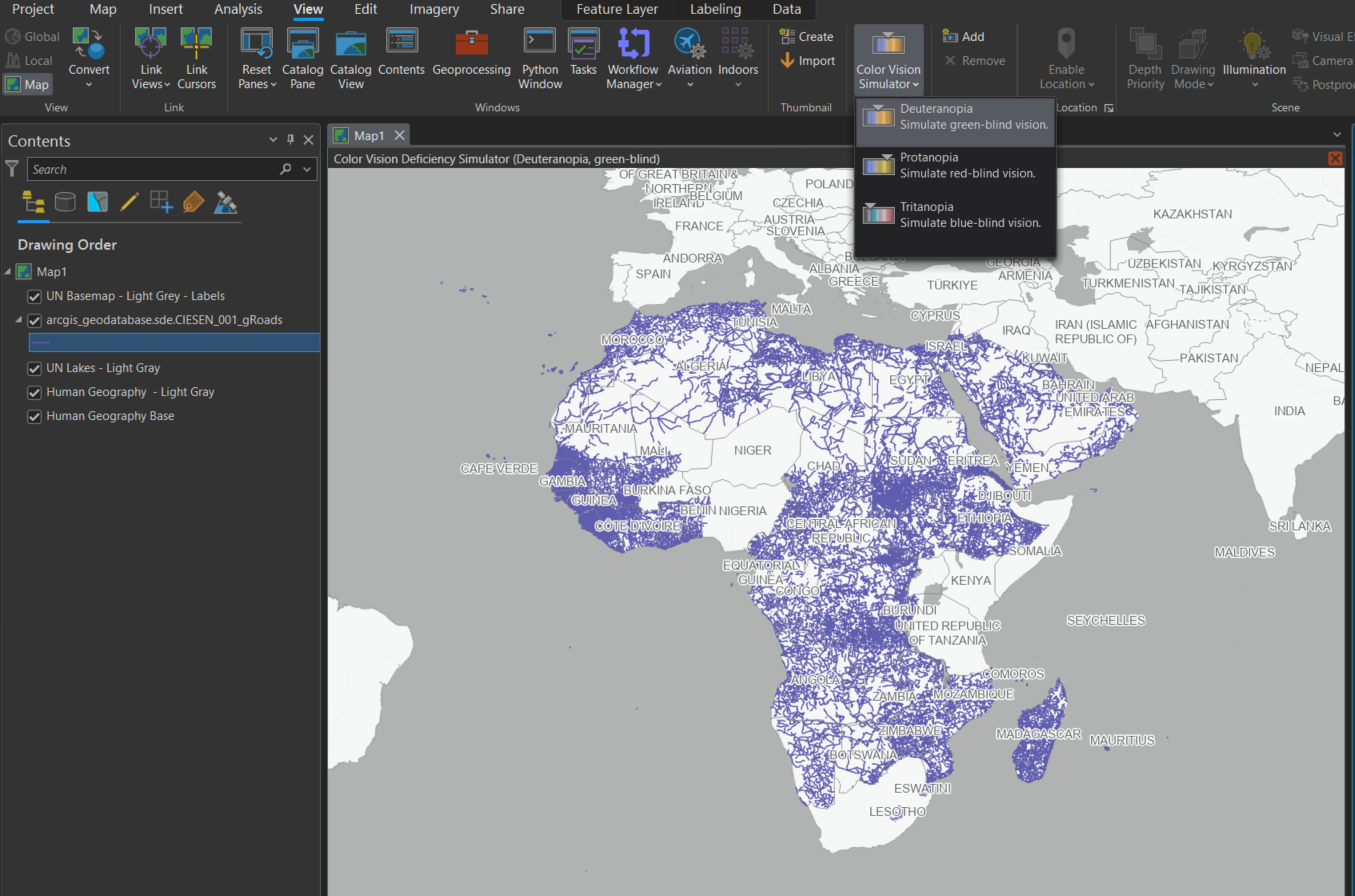 Project Map Insert Analysis View Edit Imagery Share Feature Layer Labeling Data
Global
Local
Map
Convert
View
Link
Views
Link
Cursors
Link
Reset
Panes
Catalog
Pane
Catalog
View
Contents
Geoprocessing
Python
Window
Tasks
Workflow
Manager
Aviation
Indoors
Windows
Create
Import
Thumbnail
Color Vision
Simulator
Add
Remove
Enable
Location
Location
Depth
Priority
Drawing
Mode
Illumination
Visual E
Camera
Postproc
Scene
Deuteranopia
Simulate green-blind vision.
Protanopia
Simulate red-blind vision.
Tritanopia
Simulate blue-blind vision.
Contents
Search
Drawing Order
Map1
UN Basemap - Light Grey - Labels
arcgis_geodatabase.sde.CIESEN_001_gRoads
UN Lakes - Light Gray
Human Geography  - Light Gray
Human Geography Base
Map1
Color Vision Deficiency Simulator (Deuteranopia, green-blind)
OF GREAT BRITAIN &
NORTHERN
IRELAND
BELGIUM
POLAND
CZECHIA
FRANCE
AUSTRIA
SLOVENIA
KAZAKHSTAN
ANDORRA
SPAIN
ALBANIA
GREECE
GEORGIA
ARMENIA
TÜRKIYE
UZBEKISTAN
KYRGYZSTAN
TURKMENISTAN
TAJIKISTAN
MALTA
TUNISIA
CYPRUS
MOROCCO
ISRAEL
IRAQ
IRAN (ISLAMIC
REPUBLIC OF)
AFGHANISTAN
KUWAIT
PAKISTAN
NEPAL
ALGERIA
LIBYA
EGYPT
BAHRAIN
UNITED ARAB
EMIRATES
BA
INDIA
MAURITANIA
MALI
NIGER
CHAD
SUDAN
ERITREA
YEMEN
CAPE VERDE
GAMBIA
BURKINA FASO
GUINEA
BENIN
NIGERIA
DJIBOUTI
CÔTE D'IVOIRE
CENTRAL AFRICAN
REPUBLIC
ETHIOPIA
SRI LANKA
SOMALIA
MALDIVES
EQUATORIAL
GUINEA
CONGO
KENYA
BURUNDI
UNITED REPUBLIC
OF TANZANIA
SEYCHELLES
COMOROS
ANGOLA
ZAMBIA
MOZAMBIQUE
ZIMBABWE
MADAGASCAR
MAURITIUS
BOTSWANA
ESWATINI
LESOTHO